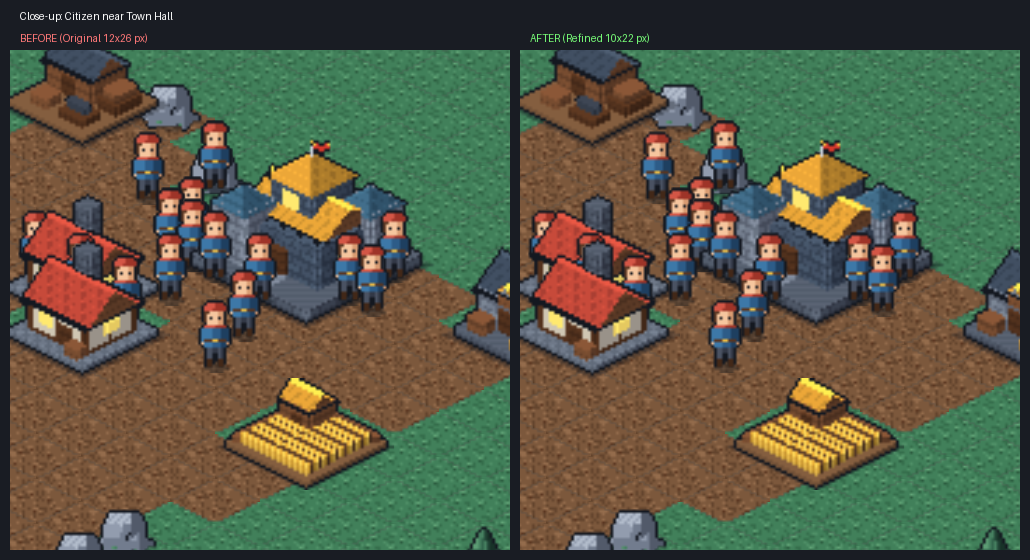 Close-up: Citizen near Town Hall
BEFORE (Original 12x26 px)
AFTER (Refined 10x22 px)